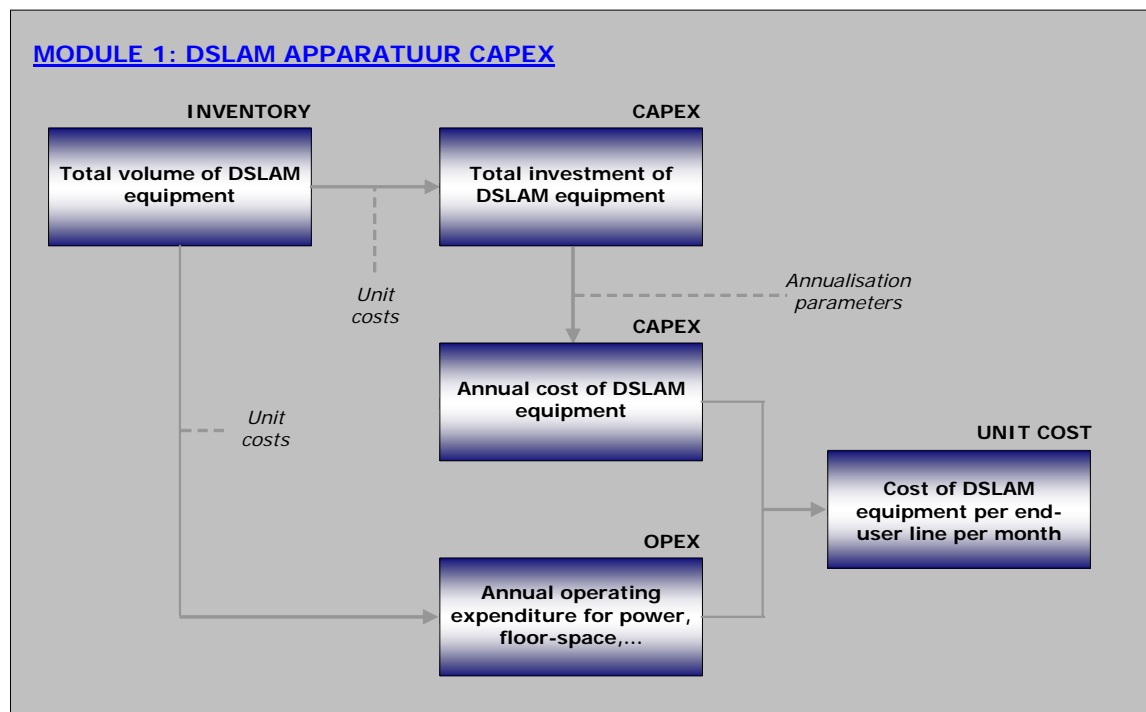 MODULE 1: DSLAM APPARATUUR CAPEX
INVENTORY
Total volume of DSLAM
equipment
CAPEX
Total investment of
DSLAM equipment
Unit
costs
Annualisation
parameters
CAPEX
Annual cost of DSLAM
equipment
Unit
costs
UNIT COST
Cost of DSLAM
equipment per end-
user line per month
OPEX
Annual operating
expenditure for power,
floor-space,...